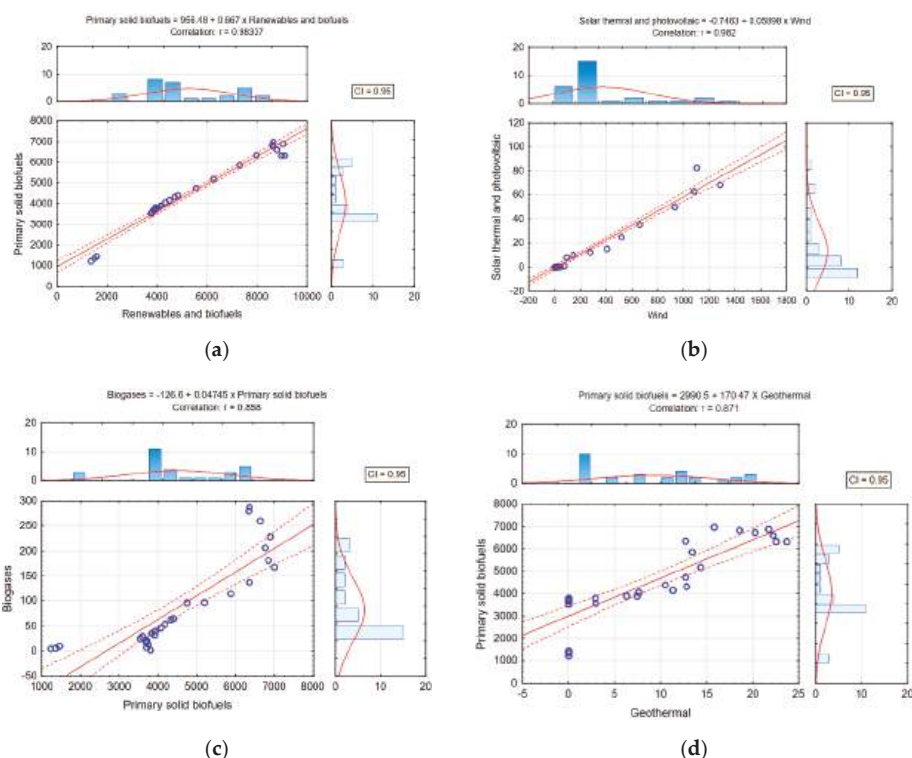 Primary solid biofuels = 956.48 + 0.667 x Renewables and biofuels
Correlation: r = 0.98337
20
10
0
CI = 0.95
8000
7000
6000
5000
4000
3000
2000
1000
0
Primary solid biofuels
0 2000 4000 6000 8000 10000
Renewables and biofuels
0 10 20
(a)
Solar themral and photovoltaic = -0.7463 + 0.05898 x Wind
Correlation: r = 0.982
20
10
0
CI = 0.95
120
100
80
60
40
20
0
-20
Solar thermal and photovoltaic
-200 0 200 400 600 800 1000 1200 1400 1600 1800
Wind
0 10 20
(b)
Biogases = -126.6 + 0.04745 x Primary solid biofuels
Correlation: r = 0.858
20
10
0
CI = 0.95
300
250
200
150
100
50
0
-50
Biogases
1000 2000 3000 4000 5000 6000 7000 8000
Primary solid biofuels
0 10 20
(c)
Primary solid biofuels = 2990.5 + 170.47 X Geothermal
Correlation: r = 0.871
20
10
0
CI = 0.95
8000
7000
6000
5000
4000
3000
2000
1000
0
Primary solid biofuels
-5 0 5 10 15 20 25
Geothermal
0 10 20
(d)